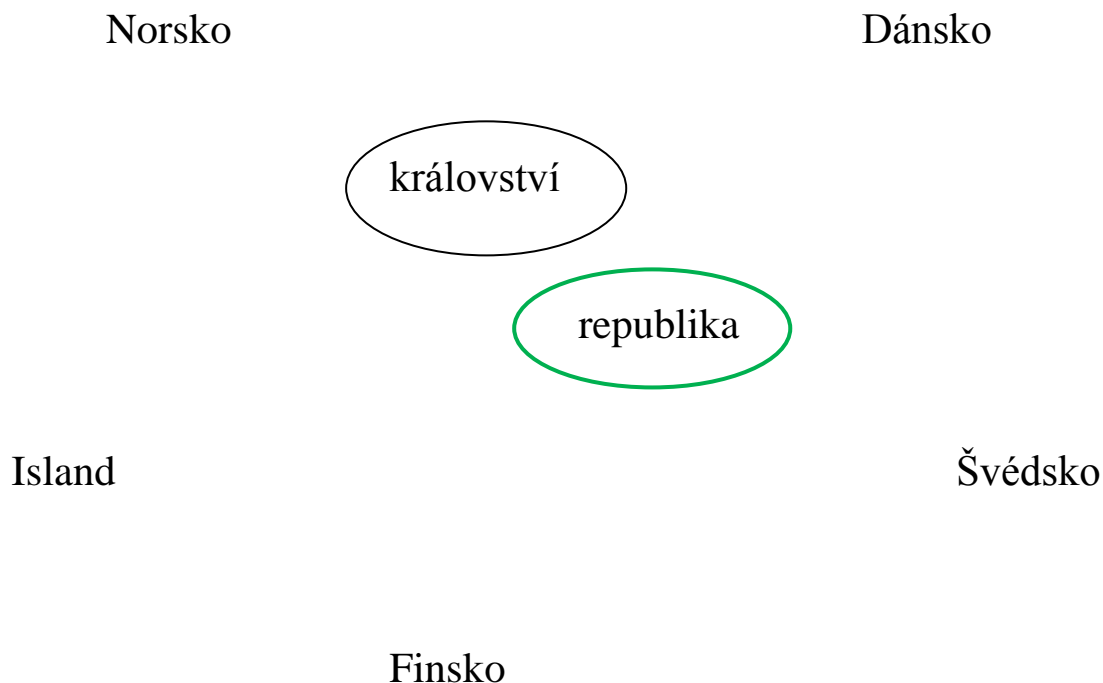 Norsko Dánsko
království
republika
Island Švédsko
Finsko